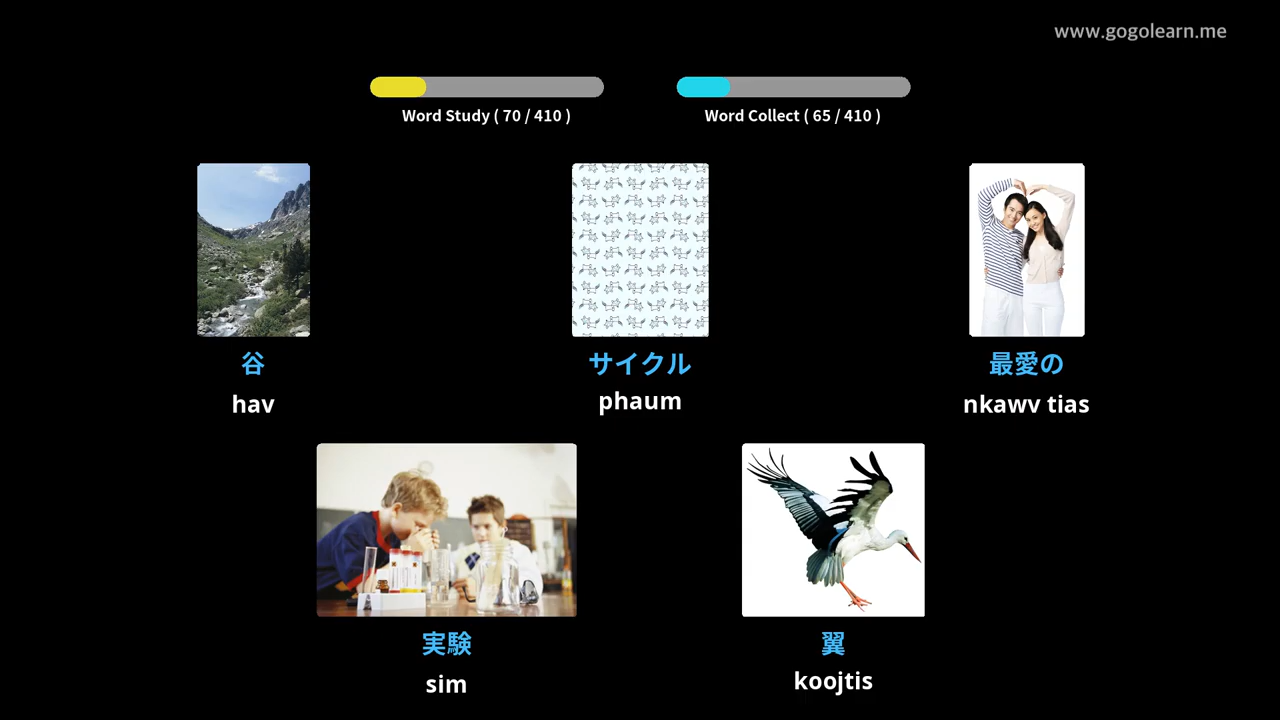 www.gogolearn.me
Word Study ( 70 / 410 )
Word Collect ( 65 / 410 )
谷
hav
サイクル
phaum
最愛の
nkawv tias
実験
sim
翼
koojtis